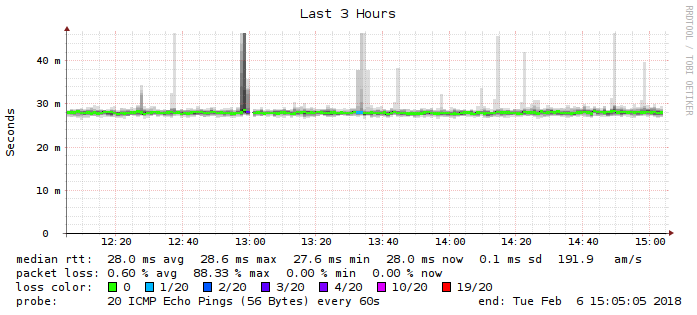 Last 3 Hours
RRDTOOL / TOBI OETIKER
Seconds
40 m
30 m
20 m
10 m
0
12:20 12:40 13:00 13:20 13:40 14:00 14:20 14:40 15:00
median rtt: 28.0 ms avg 28.6 ms max 27.6 ms min 28.0 ms now 0.1 ms sd 191.9 am/s
packet loss: 0.60 % avg 88.33 % max 0.00 % min 0.00 % now
loss color: 0 1/20 2/20 3/20 4/20 10/20 19/20
probe: 20 ICMP Echo Pings (56 Bytes) every 60s end: Tue Feb 6 15:05:05 2018